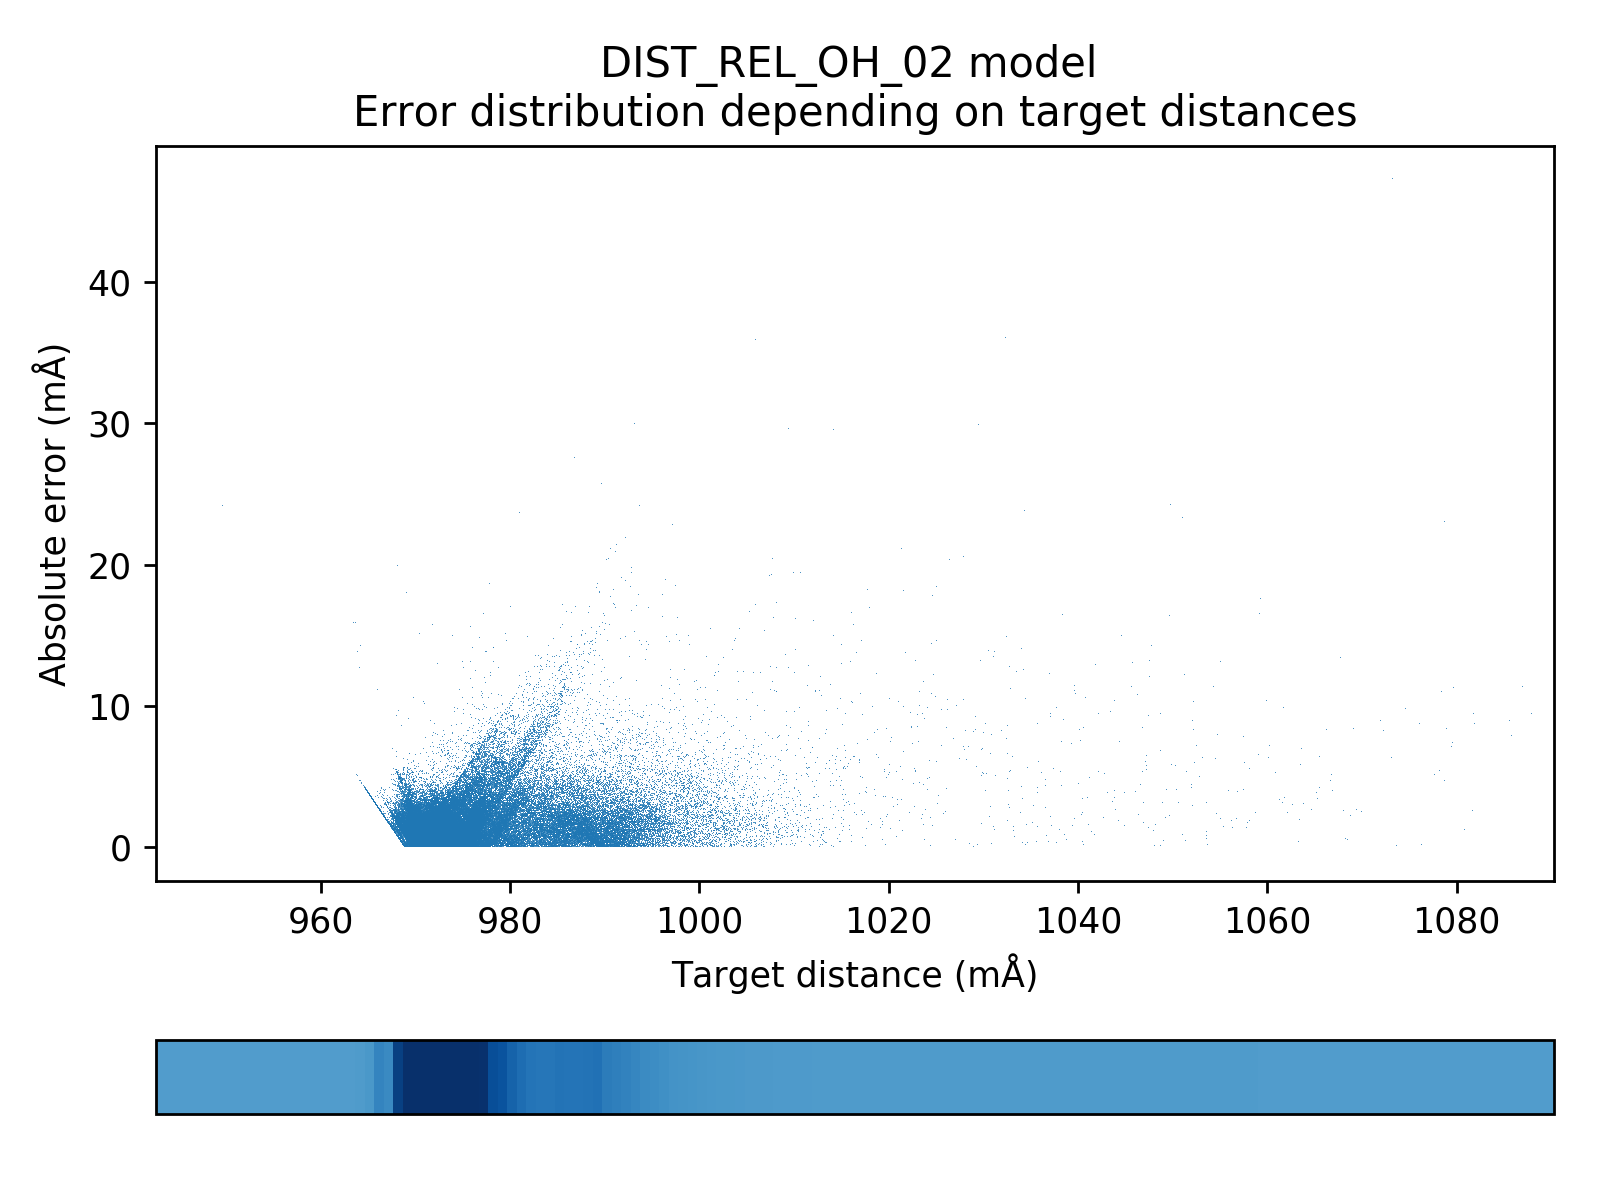 DIST_REL_OH_02 model
Error distribution depending on target distances
Absolute error (mÅ)
40
30
20
10
0
960 980 1000 1020 1040 1060 1080
Target distance (mÅ)